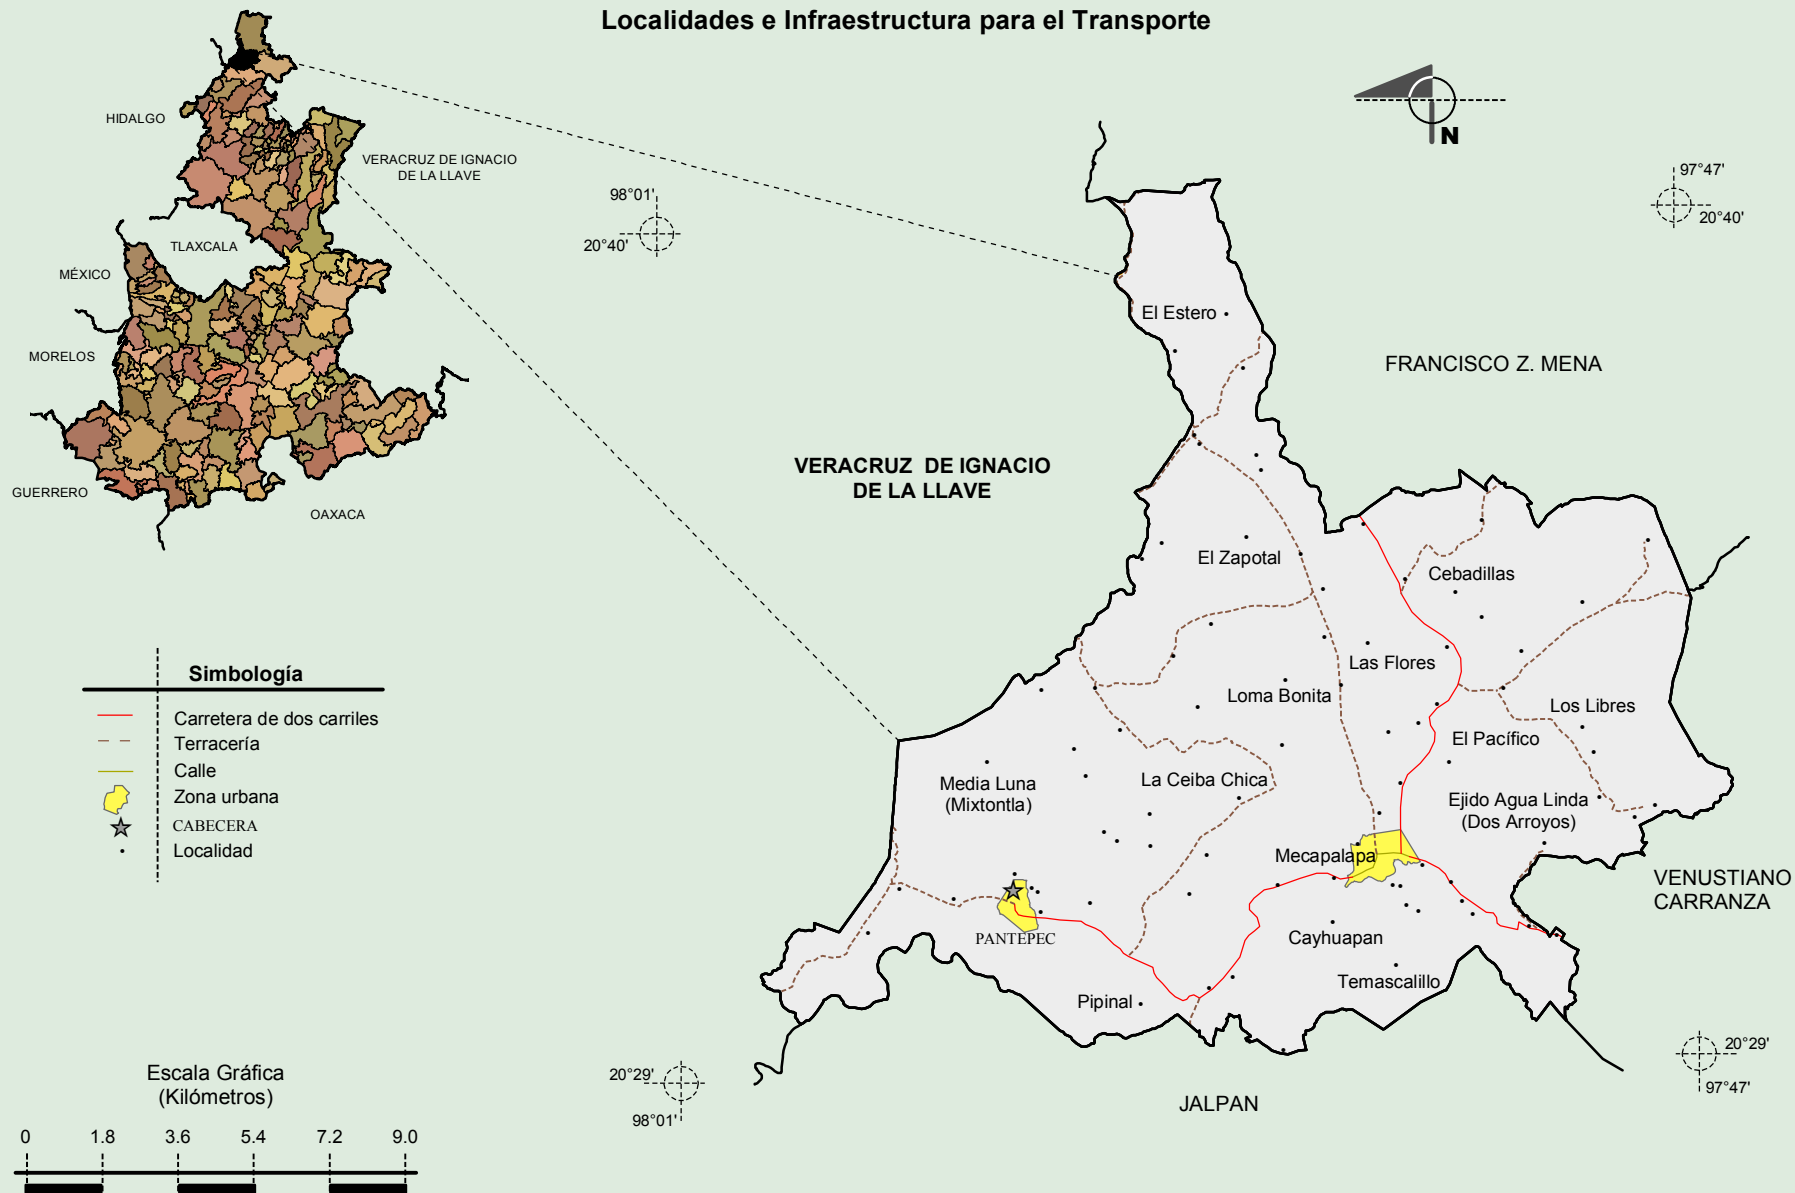 Localidades e Infraestructura para el Transporte
HIDALGO
VERACRUZ DE IGNACIO
DE LA LLAVE
TLAXCALA
MÉXICO
MORELOS
GUERRERO
OAXACA
N
98°01'
20°40'
97°47'
20°40'
El Estero
FRANCISCO Z. MENA
VERACRUZ DE IGNACIO
DE LA LLAVE
El Zapotal
Cebadillas
Las Flores
Loma Bonita
Los Libres
El Pacífico
Media Luna
(Mixtontla)
La Ceiba Chica
Ejido Agua Linda
(Dos Arroyos)
Mecapalapa
VENUSTIANO
CARRANZA
PANTEPEC
Cayhuapan
Temascalillo
Pipinal
JALPAN
20°29'
98°01'
20°29'
97°47'
Simbología
Carretera de dos carriles
Terracería
Calle
Zona urbana
CABECERA
Localidad
Escala Gráfica
(Kilómetros)
0 1.8 3.6 5.4 7.2 9.0